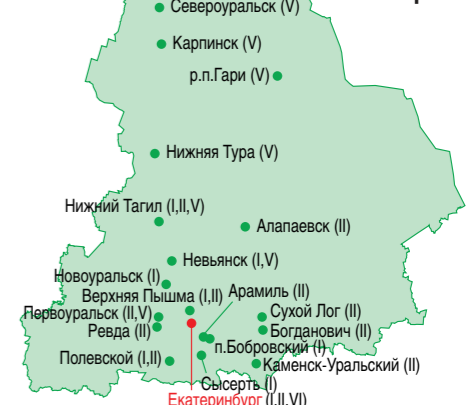 Североуральск (V)
Карпинск (V)
р.п.Гари (V)
Нижняя Тура (V)
Нижний Тагил (I,II,V)
Алапаевск (II)
Невьянск (I,V)
Новоуральск (I)
Верхняя Пышма (I,II)
Арамиль (II)
Первоуральск (II,V)
Сухой Лог (II)
Ревда (II)
Богданович (II)
п.Бобровский (I)
Полевской (I,II)
Каменск-Уральский (II)
Сысерть (I)
Екатеринбург (I,II,VI)